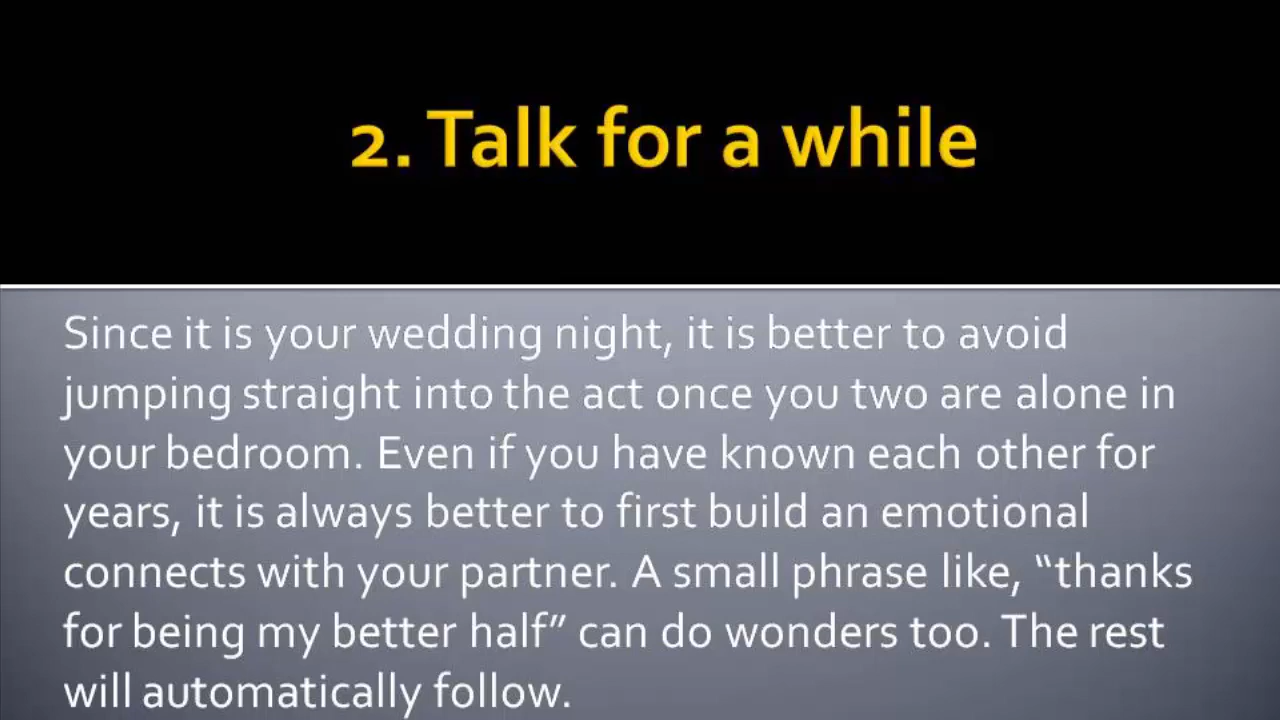 2. Talk for a while
Since it is your wedding night, it is better to avoid
jumping straight into the act once you two are alone in
your bedroom. Even if you have known each other for
years, it is always better to first build an emotional
connects with your partner. A small phrase like, “thanks
for being my better half” can do wonders too. The rest
will automatically follow.